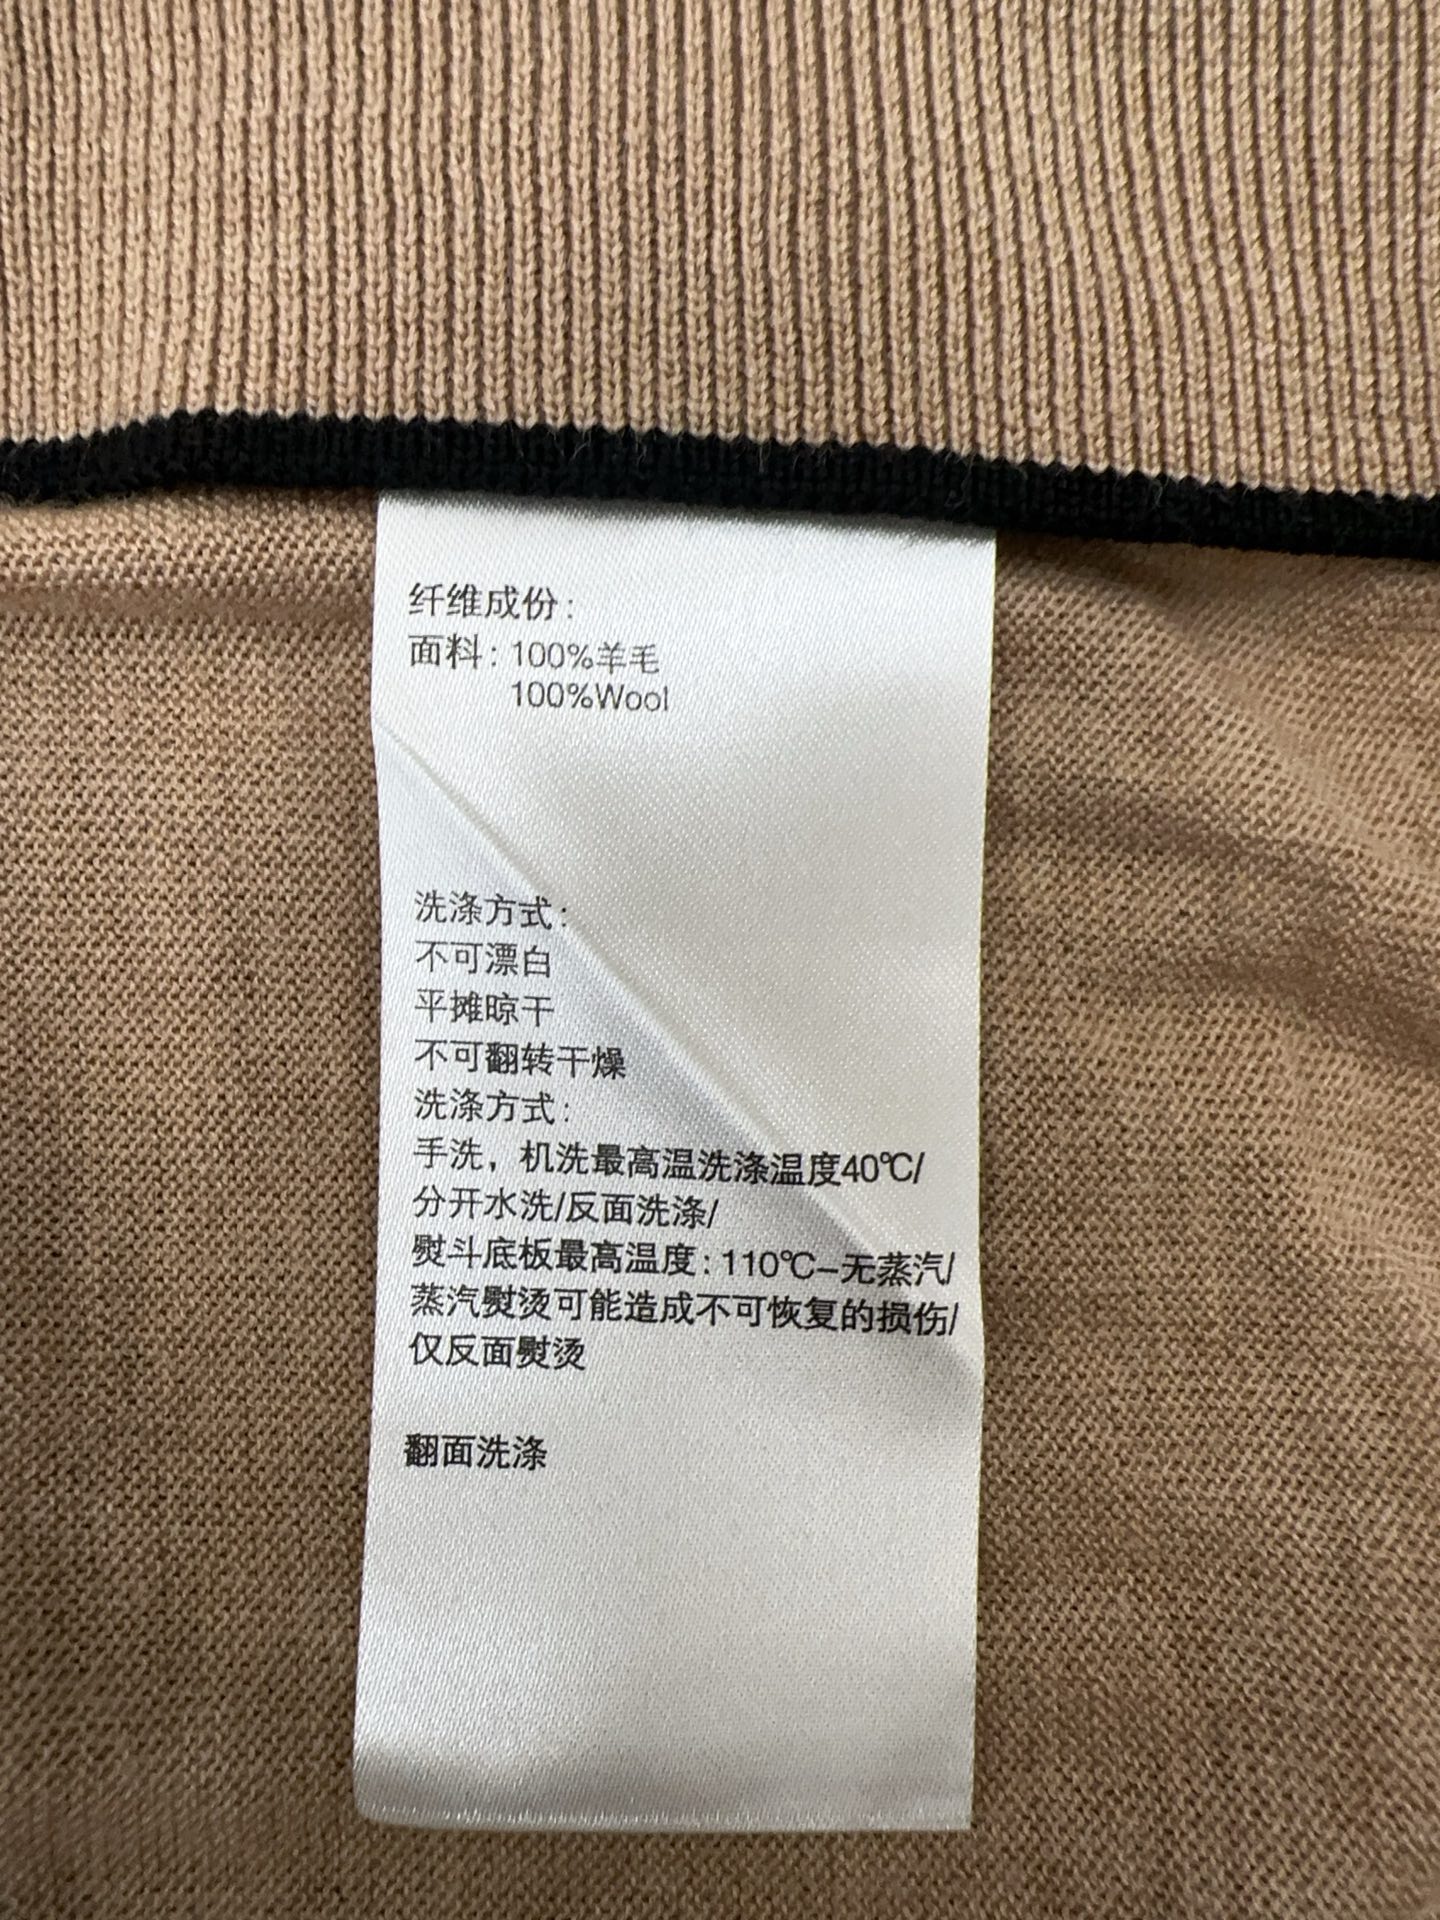 纤维成份：
面料：100%羊毛
100%Wool
洗涤方式：
不可漂白
平摊晾干
不可翻转干燥
洗涤方式：
手洗，机洗最高温洗涤温度40℃/
分开水洗/反面洗涤/
熨斗底板最高温度：110℃-无蒸汽/
蒸汽熨烫可能造成不可恢复的损伤/
仅反面熨烫
翻面洗涤